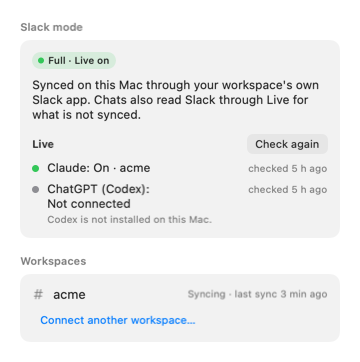 Slack mode
Full · Live on
Synced on this Mac through your workspace's own
Slack app. Chats also read Slack through Live for
what is not synced.
Live
Check again
Claude: On · acme
checked 5 h ago
ChatGPT (Codex):
Not connected
checked 5 h ago
Codex is not installed on this Mac.
Workspaces
# acme
Syncing · last sync 3 min ago
Connect another workspace...